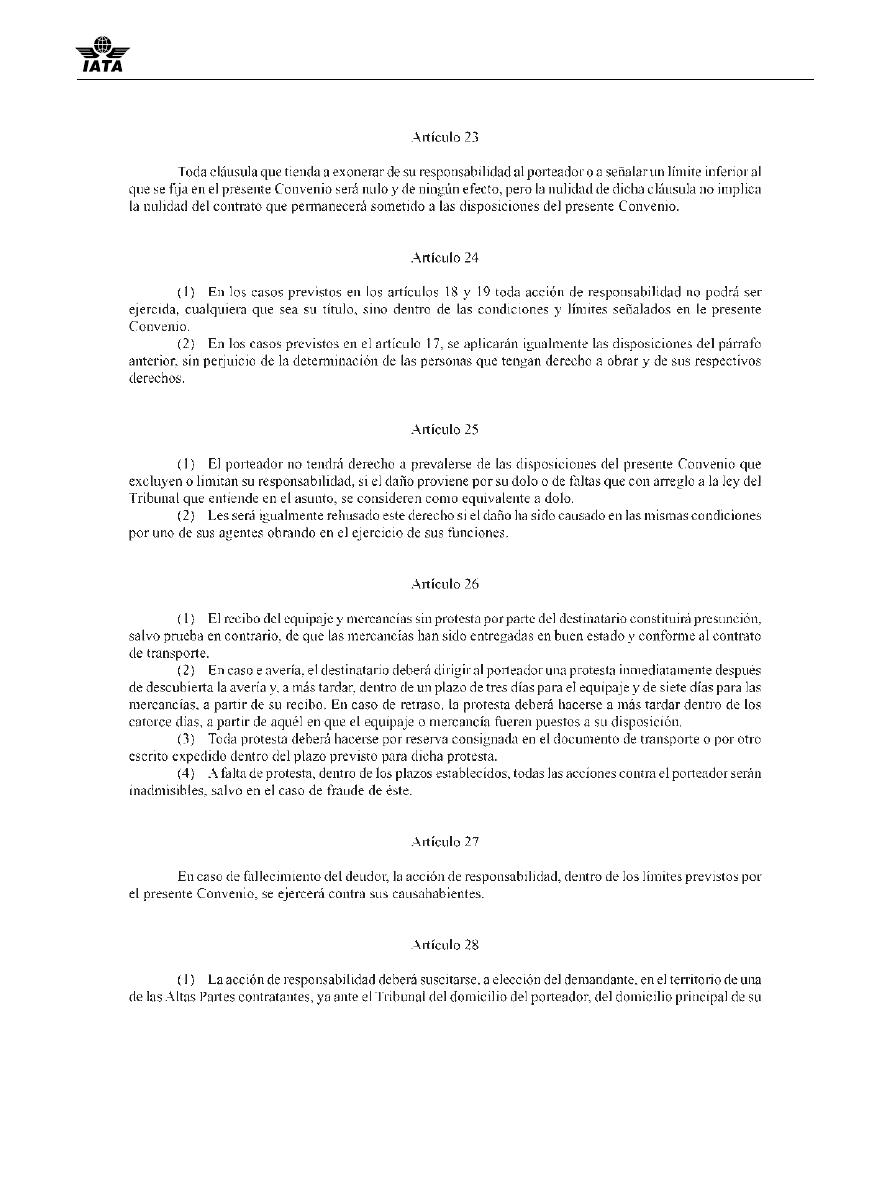 IATA
Artículo 23
Toda cláusula que tienda a exonerar de su responsabilidad al porteador o a señalar un límite inferior al
que se fija en el presente Convenio será nulo y de ningún efecto, pero la nulidad de dicha cláusula no implica
la nulidad del contrato que permanecerá sometido a las disposiciones del presente Convenio.
Artículo 24
(1) En los casos previstos en los artículos 18 y 19 toda acción de responsabilidad no podrá ser
ejercida, cualquiera que sea su título, sino dentro de las condiciones y límites señalados en le presente
Convenio.
(2) En los casos previstos en el artículo 17, se aplicarán igualmente las disposiciones del párrafo
anterior, sin perjuicio de la determinación de las personas que tengan derecho a obrar y de sus respectivos
derechos.
Artículo 25
(1) El porteador no tendrá derecho a prevalerse de las disposiciones del presente Convenio que
excluyen o limitan su responsabilidad, si el daño proviene por su dolo o de faltas que con arreglo a la ley del
Tribunal que entiende en el asunto, se consideren como equivalente a dolo.
(2) Les será igualmente rehusado este derecho si el daño ha sido causado en las mismas condiciones
por uno de sus agentes obrando en el ejercicio de sus funciones.
Artículo 26
(1) El recibo del equipaje y mercancías sin protesta por parte del destinatario constituirá presunción,
salvo prueba en contrario, de que las mercancías han sido entregadas en buen estado y conforme al contrato
de transporte.
(2) En caso e avería, el destinatario deberá dirigir al porteador una protesta inmediatamente después
de descubierta la avería y, a más tardar, dentro de un plazo de tres días para el equipaje y de siete días para las
mercancías, a partir de su recibo. En caso de retraso, la protesta deberá hacerse a más tardar dentro de los
catorce días, a partir de aquél en que el equipaje o mercancía fueren puestos a su disposición.
(3) Toda protesta deberá hacerse por reserva consignada en el documento de transporte o por otro
escrito expedido dentro del plazo previsto para dicha protesta.
(4) A falta de protesta, dentro de los plazos establecidos, todas las acciones contra el porteador serán
inadmisibles, salvo en el caso de fraude de éste.
Artículo 27
En caso de fallecimiento del deudor, la acción de responsabilidad, dentro de los límites previstos por
el presente Convenio, se ejercerá contra sus causahabientes.
Artículo 28
(1) La acción de responsabilidad deberá suscitarse, a elección del demandante, en el territorio de una
de las Altas Partes contratantes, ya ante el Tribunal del domicilio del porteador, del domicilio principal de su